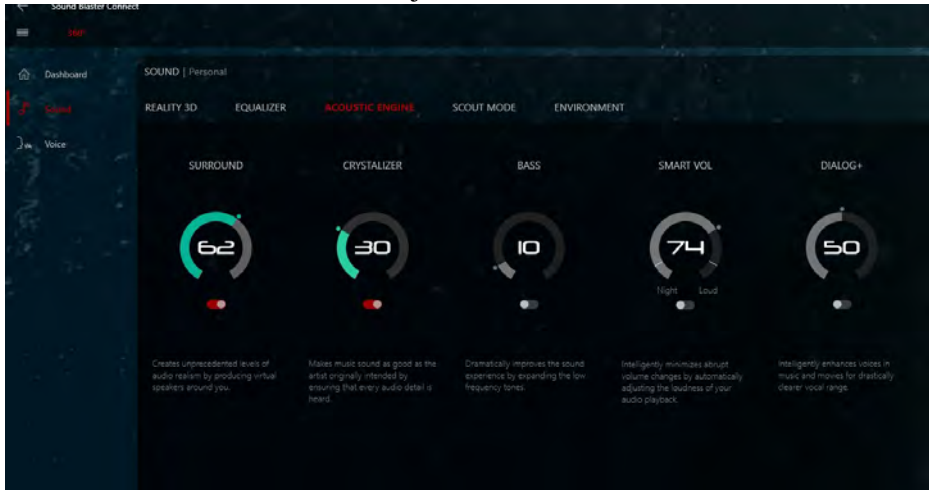 Sound Blaster Connect
Dashboard
SOUND | Personal
Sound
REALITY 3D EQUALIZER ACOUSTIC ENGINE SCOUT MODE ENVIRONMENT
Voice
SURROUND CRYSTALIZER BASS SMART VOL DIALOG+
62 30 10 74 50
Night Loud
Creates unprecedented levels of
audio realism by producing virtual
speakers around you.
Makes music sound as good as the
artist originally intended by
ensuring that every audio detail is
heard.
Dramatically improves the sound
experience by expanding the low
frequency tones.
Intelligently minimizes abrupt
volume changes by automatically
adjusting the loudness of your
audio playback.
Intelligently enhances voices in
music and movies for drastically
clearer vocal range.